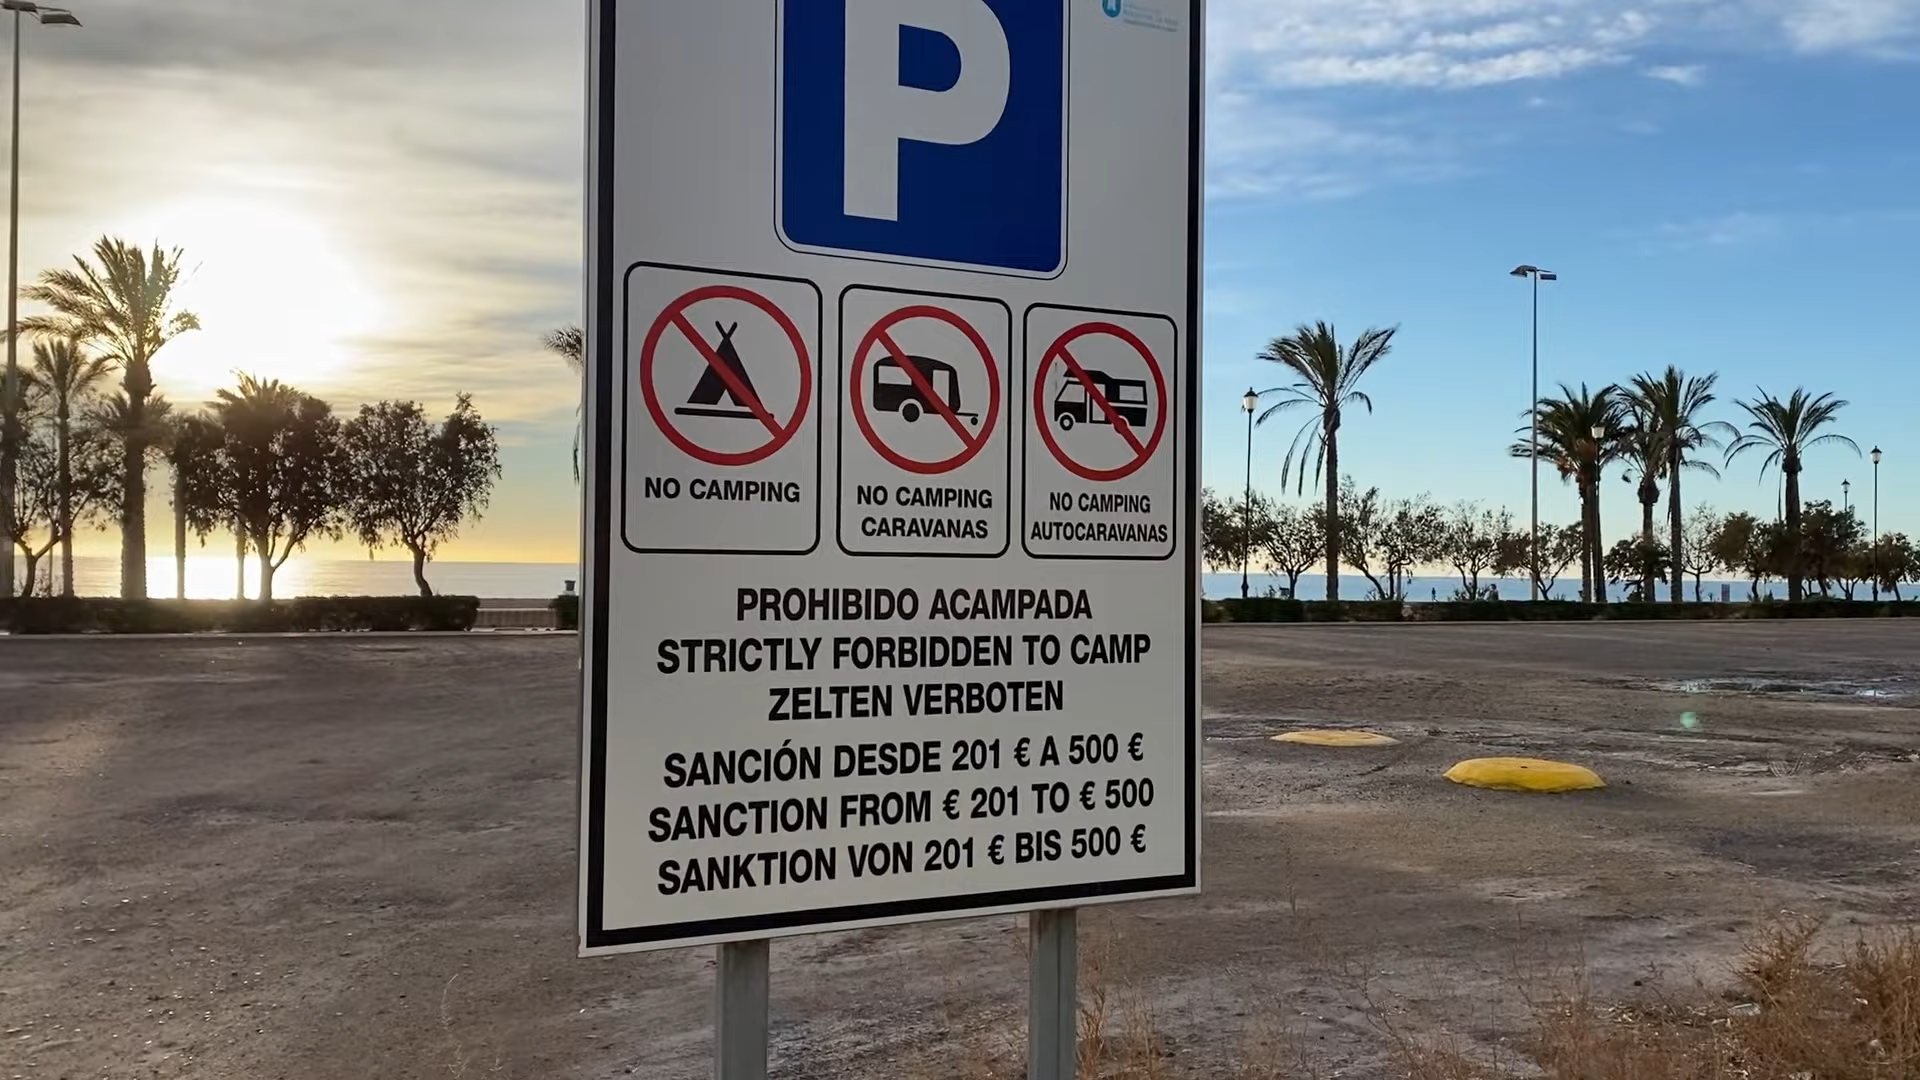 P
NO CAMPING
NO CAMPING
CARAVANAS
NO CAMPING
AUTOCARAVANAS
PROHIBIDO ACAMPADA
STRICTLY FORBIDDEN TO CAMP
ZELTEN VERBOTEN
SANCIÓN DESDE 201 € A 500 €
SANCTION FROM € 201 TO € 500
SANKTION VON 201 € BIS 500 €